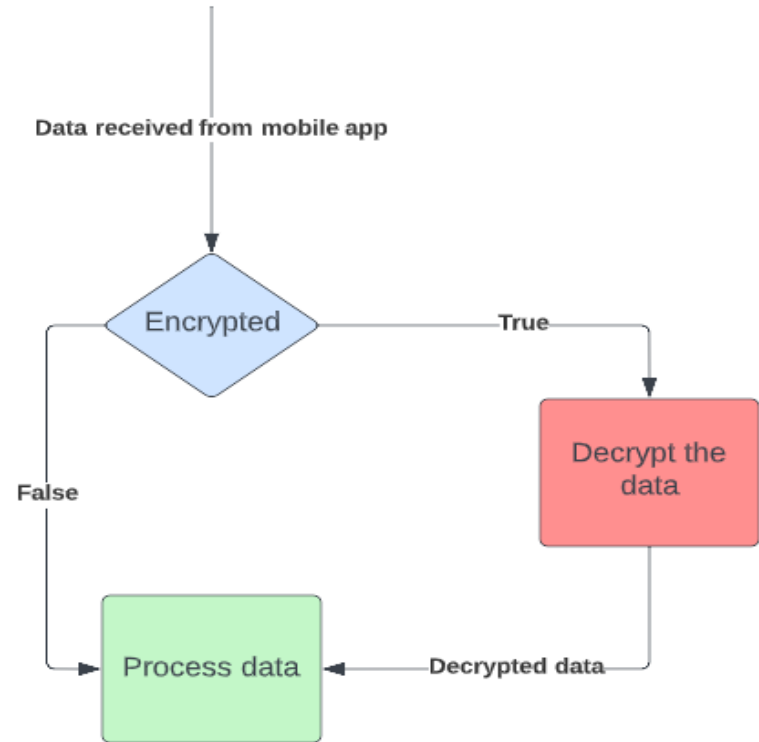 Data received from mobile app
Encrypted
True
Decrypt the
data
False
Process data
Decrypted data